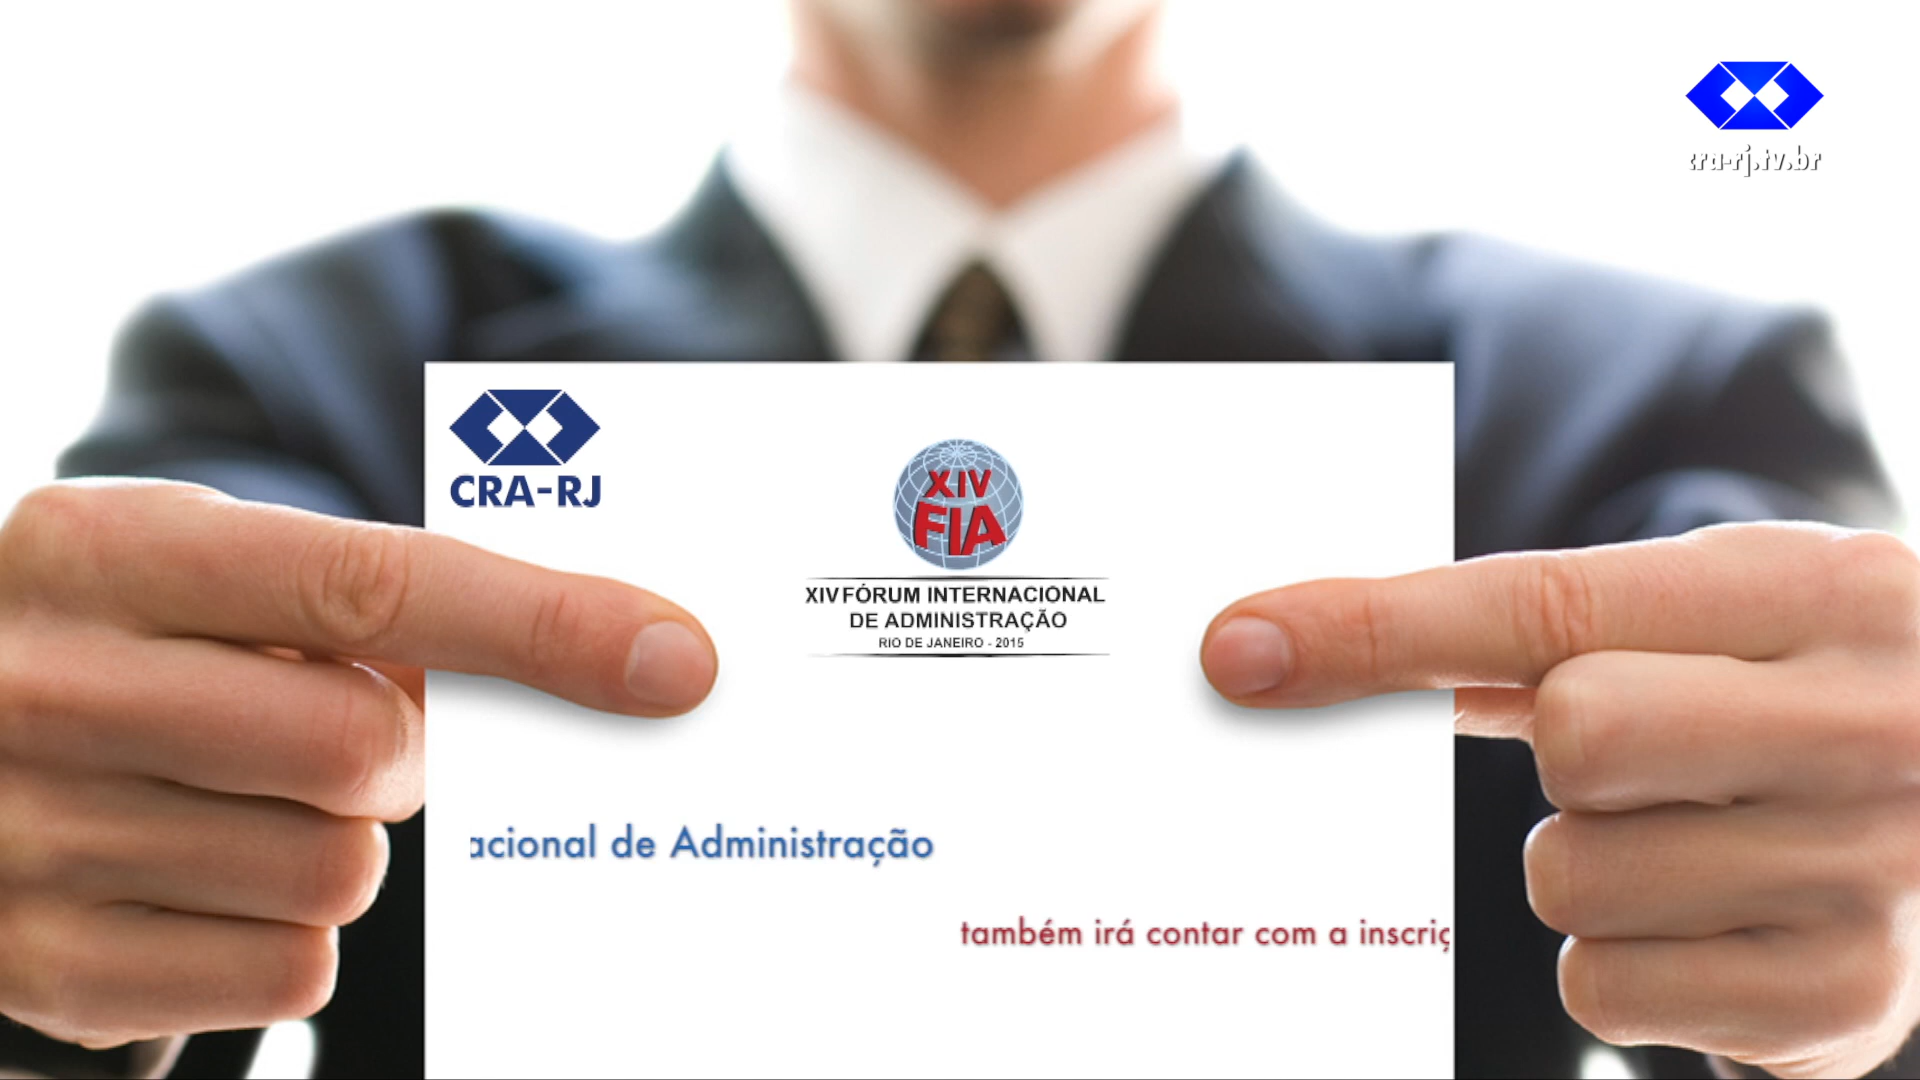 cra-rj.tv.br
CRA-RJ
XIV
FIA
XIV FÓRUM INTERNACIONAL
DE ADMINISTRAÇÃO
RIO DE JANEIRO - 2015
acional de Administração
também irá contar com a inscriç